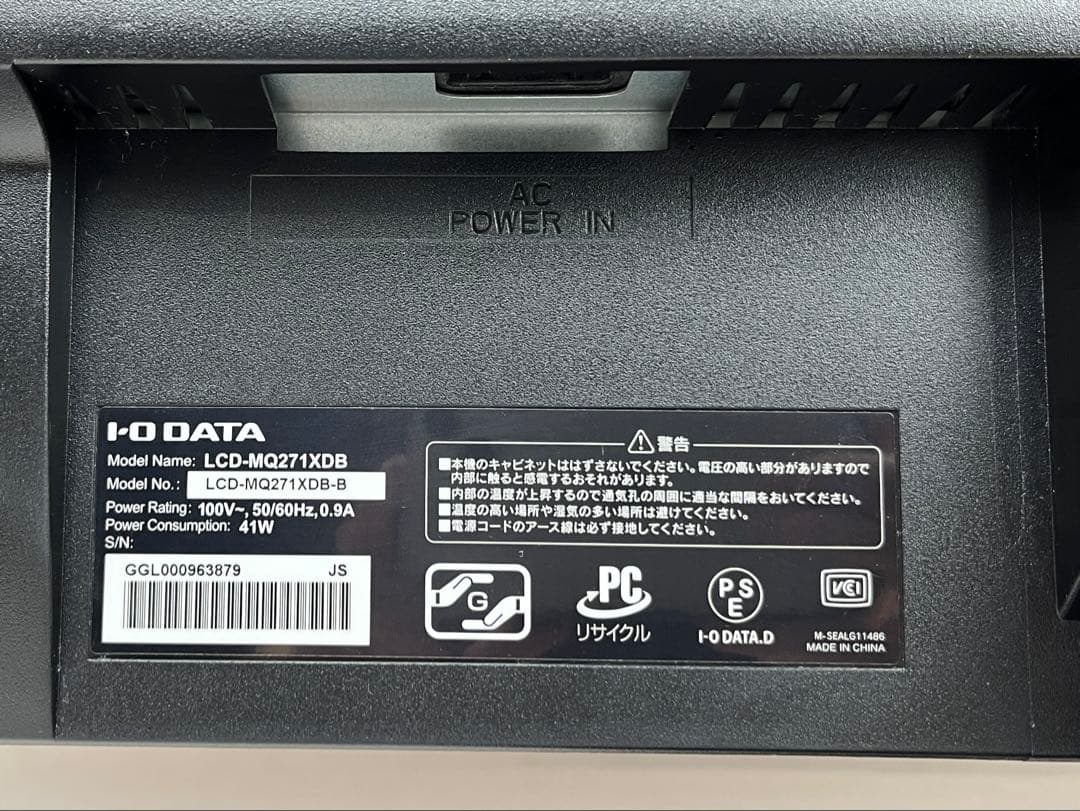 AC
POWER IN
I-O DATA
Model Name: LCD-MQ271XDB
Model No.: LCD-MQ271XDB-B
Power Rating: 100V~, 50/60Hz, 0.9A
Power Consumption: 41W
S/N:
GGL000963879 JS
警告
■本機のキャビネットははずさないでください。電圧の高い部分がありますので
内部に触ると感電するおそれがあります。
■内部の温度が上昇するので通気孔の周囲に適当な間隔をおいてください。
■温度の高い場所や湿気の多い場所は避けてください。
■電源コードのアース線は必ず接地してください。
G
PC
リサイクル
PSE
I-O DATA.D
VCCI
M-SEALG11486
MADE IN CHINA